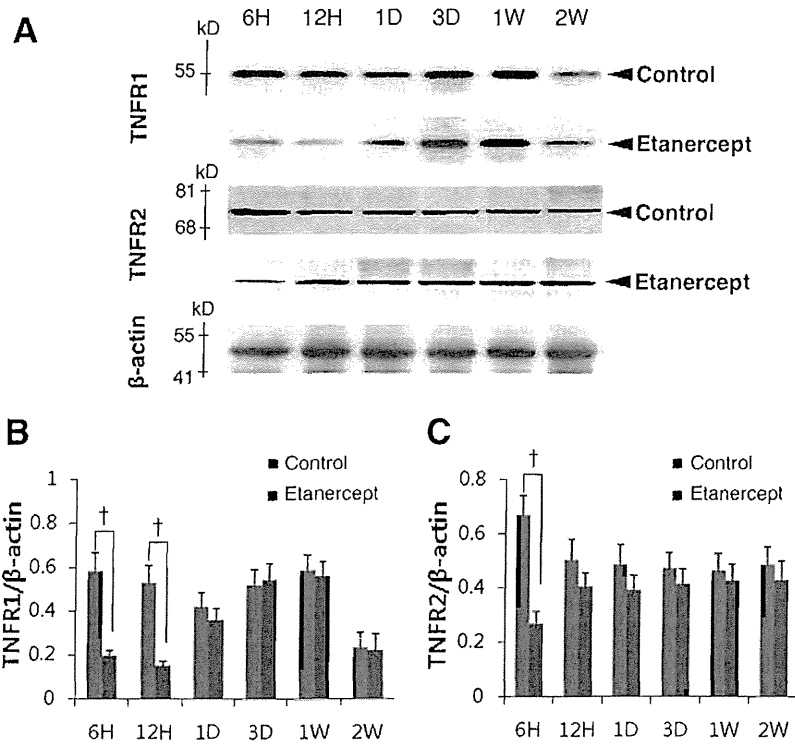 A
kD 6H 12H 1D 3D 1W 2W
TNFR1
55
Control
Etanercept
kD
TNFR2
81
68
Control
Etanercept
kD
β-actin
55
41
B
Control
Etanercept
†
†
TNFR1/β-actin
1
0.8
0.6
0.4
0.2
0
6H 12H 1D 3D 1W 2W
C
Control
Etanercept
†
TNFR2/β-actin
0.8
0.6
0.4
0.2
0
6H 12H 1D 3D 1W 2W